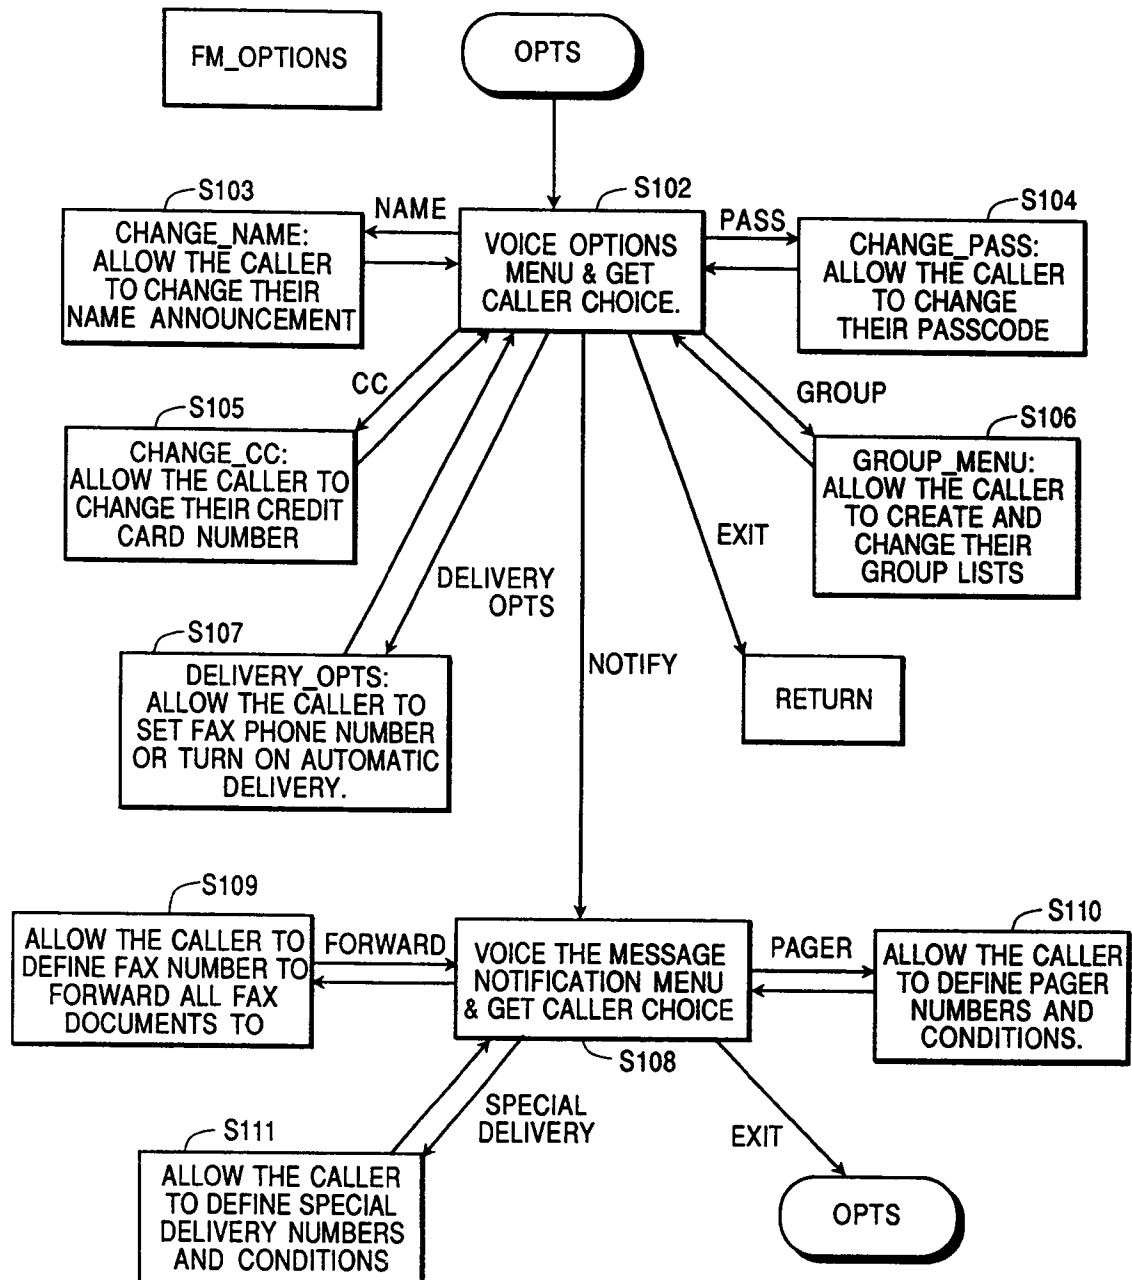 FM_OPTIONS
OPTS
S103
CHANGE_NAME:
ALLOW THE CALLER
TO CHANGE THEIR
NAME ANNOUNCEMENT
NAME
S102
VOICE OPTIONS
MENU & GET
CALLER CHOICE.
PASS
S104
CHANGE_PASS:
ALLOW THE CALLER
TO CHANGE
THEIR PASSCODE
CC
S105
CHANGE_CC:
ALLOW THE CALLER TO
CHANGE THEIR CREDIT
CARD NUMBER
GROUP
S106
GROUP_MENU:
ALLOW THE CALLER
TO CREATE AND
CHANGE THEIR
GROUP LISTS
EXIT
DELIVERY
OPTS
S107
DELIVERY_OPTS:
ALLOW THE CALLER TO
SET FAX PHONE NUMBER
OR TURN ON AUTOMATIC
DELIVERY.
NOTIFY
RETURN
S109
ALLOW THE CALLER TO
DEFINE FAX NUMBER TO
FORWARD ALL FAX
DOCUMENTS TO
FORWARD
VOICE THE MESSAGE
NOTIFICATION MENU
& GET CALLER CHOICE
S108
PAGER
S110
ALLOW THE CALLER
TO DEFINE PAGER
NUMBERS AND
CONDITIONS.
SPECIAL
DELIVERY
S111
ALLOW THE CALLER
TO DEFINE SPECIAL
DELIVERY NUMBERS
AND CONDITIONS
EXIT
OPTS